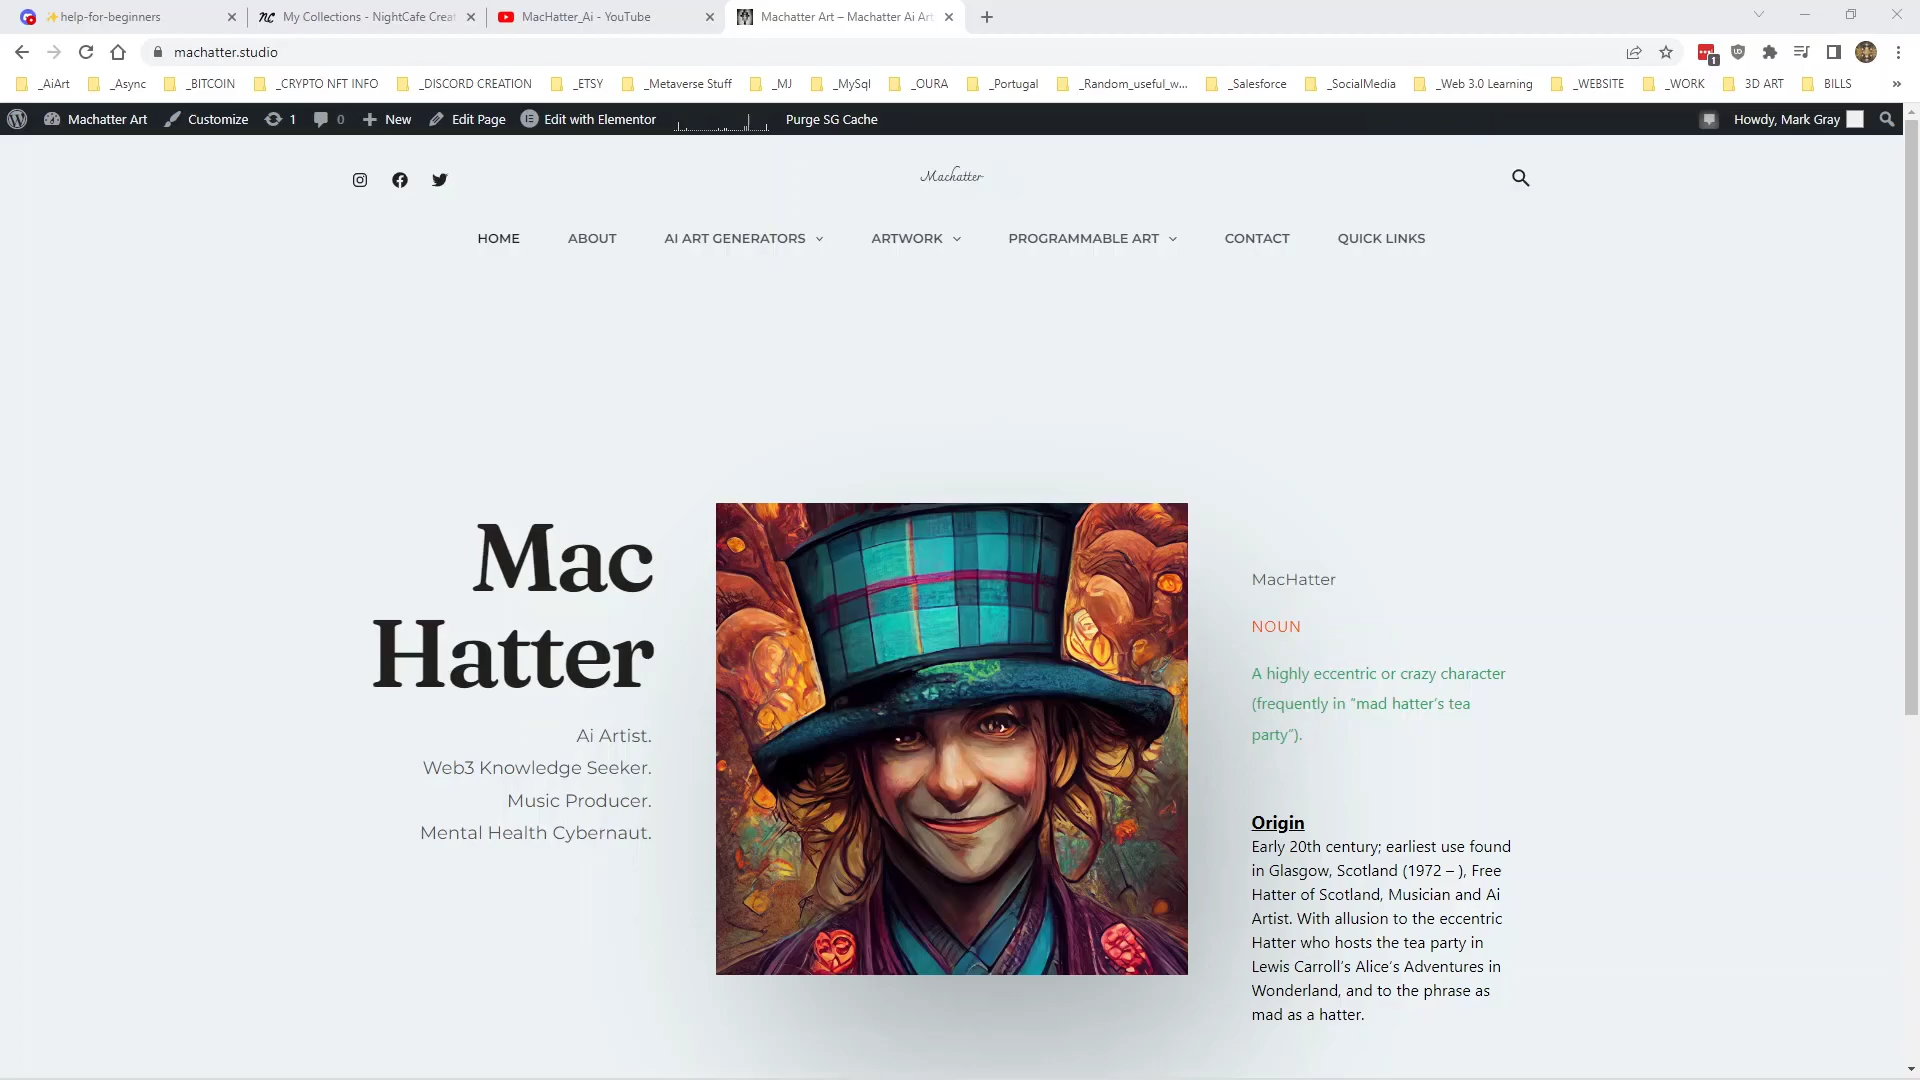 ✨help-for-beginners
My Collections - NightCafe Creat
MacHatter_Ai - YouTube
Machatter Art – Machatter Ai Art
machatter.studio
1
_AiArt
_Async
_BITCOIN
_CRYPTO NFT INFO
_DISCORD CREATION
_ETSY
_Metaverse Stuff
_MJ
_MySql
_OURA
_Portugal
_Random_useful_w...
_Salesforce
_SocialMedia
_Web 3.0 Learning
_WEBSITE
_WORK
3D ART
BILLS
»
Machatter Art
Customize
1
0
New
Edit Page
Edit with Elementor
Purge SG Cache
Howdy, Mark Gray
Machatter
HOME
ABOUT
AI ART GENERATORS
ARTWORK
PROGRAMMABLE ART
CONTACT
QUICK LINKS
Mac
Hatter
Ai Artist.
Web3 Knowledge Seeker.
Music Producer.
Mental Health Cybernaut.
MacHatter
NOUN
A highly eccentric or crazy character
(frequently in “mad hatter’s tea
party”).
Origin
Early 20th century; earliest use found
in Glasgow, Scotland (1972 – ), Free
Hatter of Scotland, Musician and Ai
Artist. With allusion to the eccentric
Hatter who hosts the tea party in
Lewis Carroll’s Alice’s Adventures in
Wonderland, and to the phrase as
mad as a hatter.